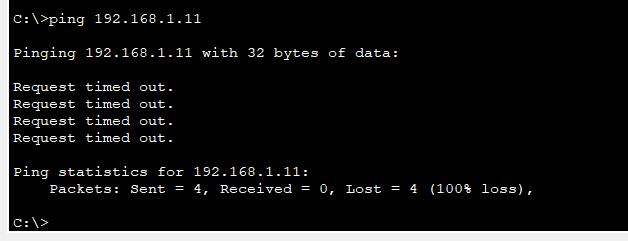 C:\>ping 192.168.1.11
Pinging 192.168.1.11 with 32 bytes of data:
Request timed out.
Request timed out.
Request timed out.
Request timed out.
Ping statistics for 192.168.1.11:
    Packets: Sent = 4, Received = 0, Lost = 4 (100% loss),
C:\>